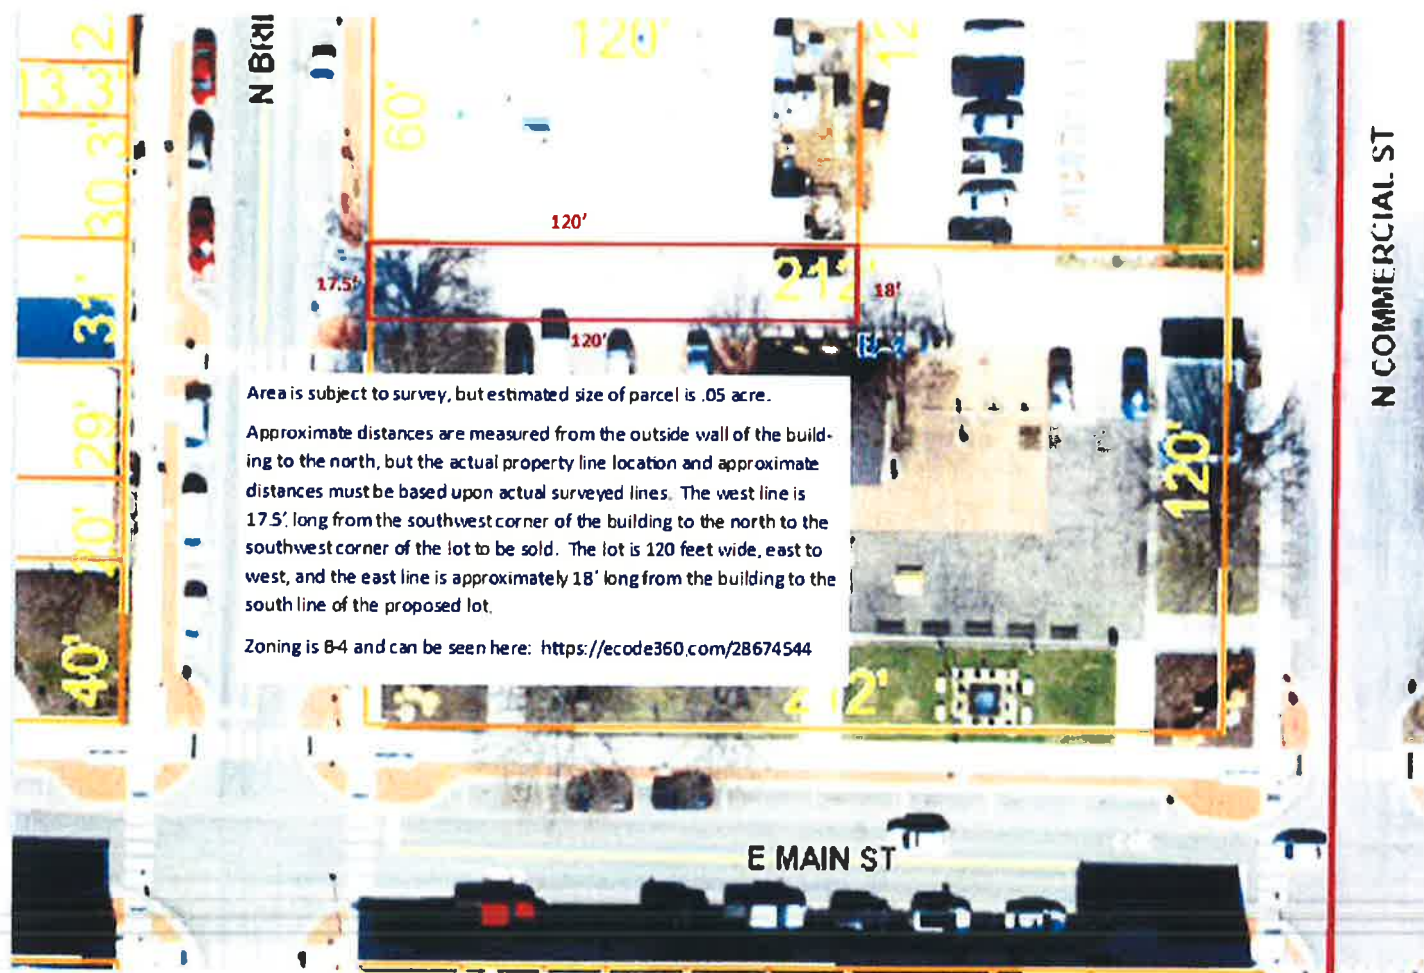 2.
N BRI
120'
12
13.3'
60'
30.3'
N COMMERCIAL ST
120'
17.5'
212'
18'
31'
120'
B-4
Area is subject to survey, but estimated size of parcel is .05 acre.
Approximate distances are measured from the outside wall of the build-
ing to the north, but the actual property line location and approximate
distances must be based upon actual surveyed lines. The west line is
17.5' long from the southwest corner of the building to the north to the
southwest corner of the lot to be sold. The lot is 120 feet wide, east to
west, and the east line is approximately 18' long from the building to the
south line of the proposed lot.
Zoning is B-4 and can be seen here: https://ecode360.com/28674544
29'
120'
10'
40'
212'
E MAIN ST